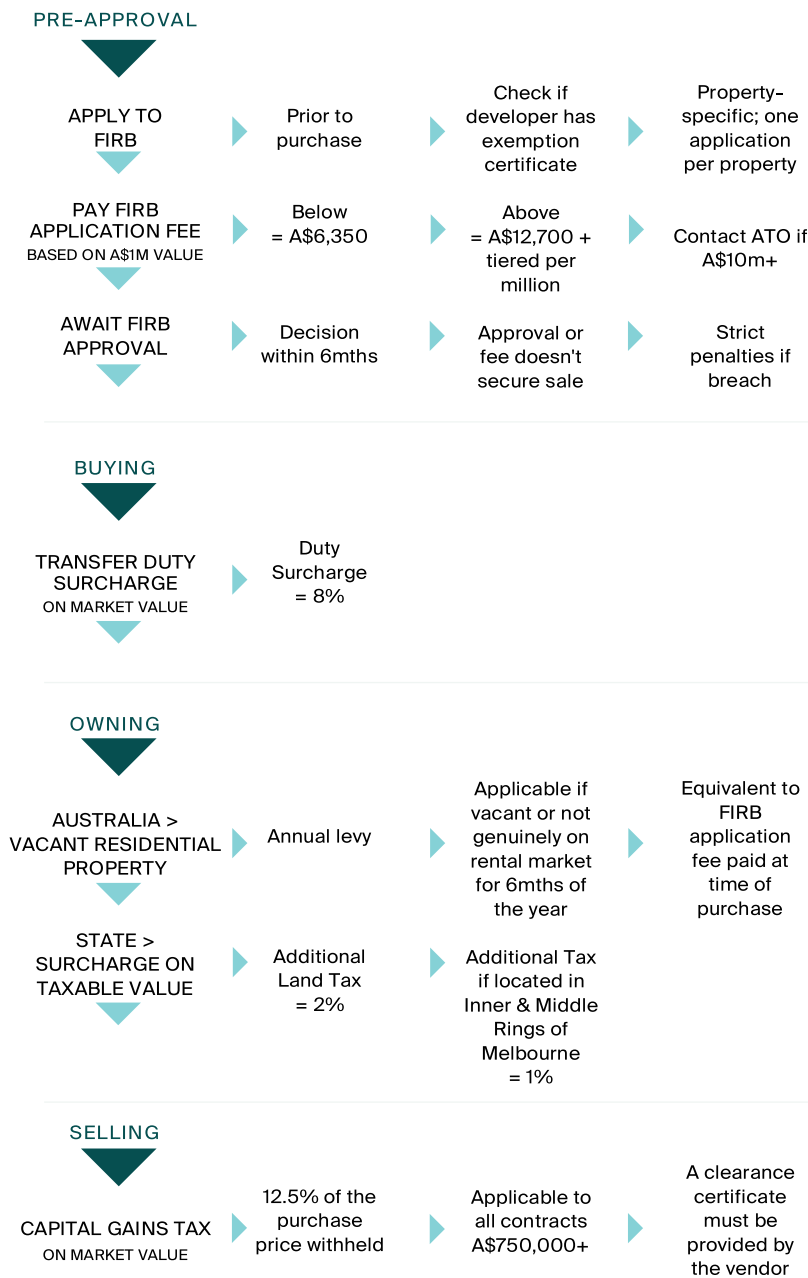 PRE-APPROVAL
APPLY TO
FIRB
Prior to
purchase
Check if
developer has
exemption
certificate
Property-
specific; one
application
per property
PAY FIRB
APPLICATION FEE
BASED ON A$1M VALUE
Below
= A$6,350
Above
= A$12,700 +
tiered per
million
Contact ATO if
A$10m+
AWAIT FIRB
APPROVAL
Decision
within 6mths
Approval or
fee doesn't
secure sale
Strict
penalties if
breach
BUYING
TRANSFER DUTY
SURCHARGE
ON MARKET VALUE
Duty
Surcharge
= 8%
OWNING
AUSTRALIA >
VACANT RESIDENTIAL
PROPERTY
Annual levy
Applicable if
vacant or not
genuinely on
rental market
for 6mths of
the year
Equivalent to
FIRB
application
fee paid at
time of
purchase
STATE >
SURCHARGE ON
TAXABLE VALUE
Additional
Land Tax
= 2%
Additional Tax
if located in
Inner & Middle
Rings of
Melbourne
= 1%
SELLING
CAPITAL GAINS TAX
ON MARKET VALUE
12.5% of the
purchase
price withheld
Applicable to
all contracts
A$750,000+
A clearance
certificate
must be
provided by
the vendor